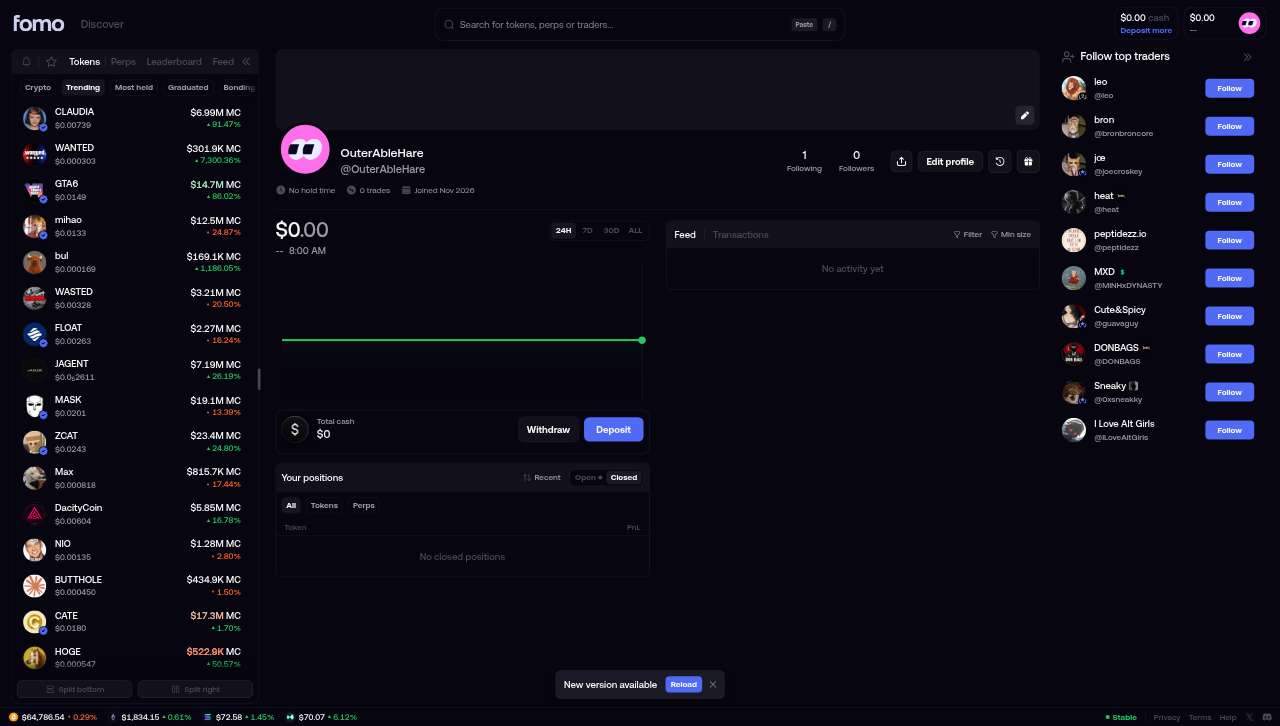 fomo
Discover
Search for tokens, perps or traders...
Paste
/
$0.00 cash
Deposit more
$0.00
—
Tokens Perps Leaderboard Feed
Crypto Trending Most held Graduated Bonding
CLAUDIA $6.99M MC
$0.00739 91.47%
WANTED $301.9K MC
$0.000303 7,300.36%
GTA6 $14.7M MC
$0.0149 86.02%
mihao $12.5M MC
$0.0133 24.87%
bul $169.1K MC
$0.000169 1,186.05%
WASTED $3.21M MC
$0.00328 20.50%
FLOAT $2.27M MC
$0.00263 16.24%
JAGENT $7.19M MC
$0.0₅2611 26.19%
MASK $19.1M MC
$0.0201 13.39%
ZCAT $23.4M MC
$0.0243 24.80%
Max $815.7K MC
$0.000818 17.44%
DacityCoin $5.85M MC
$0.00604 16.78%
NIO $1.28M MC
$0.00135 2.80%
BUTTHOLE $434.9K MC
$0.000450 1.50%
CATE $17.3M MC
$0.0180 1.70%
HOGE $522.9K MC
$0.000547 50.57%
Split bottom Split right
OuterAbleHare
@OuterAbleHare
No hold time 0 trades Joined Nov 2026
1
Following
0
Followers
Edit profile
$0.00
-- 8:00 AM
24H 7D 30D ALL
Total cash
$0
Withdraw Deposit
Your positions
Recent Open Closed
All Tokens Perps
Token PnL
No closed positions
Feed Transactions
Filter Min size
No activity yet
Follow top traders
leo
@leo
Follow
bron
@bronbroncore
Follow
jœ
@joecroskey
Follow
heat
@heat
Follow
peptidezz.io
@peptidezz
Follow
MXD
@MINHxDYNASTY
Follow
Cute&Spicy
@guavaguy
Follow
DONBAGS
@DONBAGS
Follow
Sneaky
@0xsneakky
Follow
I Love Alt Girls
@ILoveAltGirls
Follow
New version available Reload
$64,786.54 0.29% $1,834.15 0.61% $72.58 1.45% $70.07 6.12%
Stable Privacy Terms Help